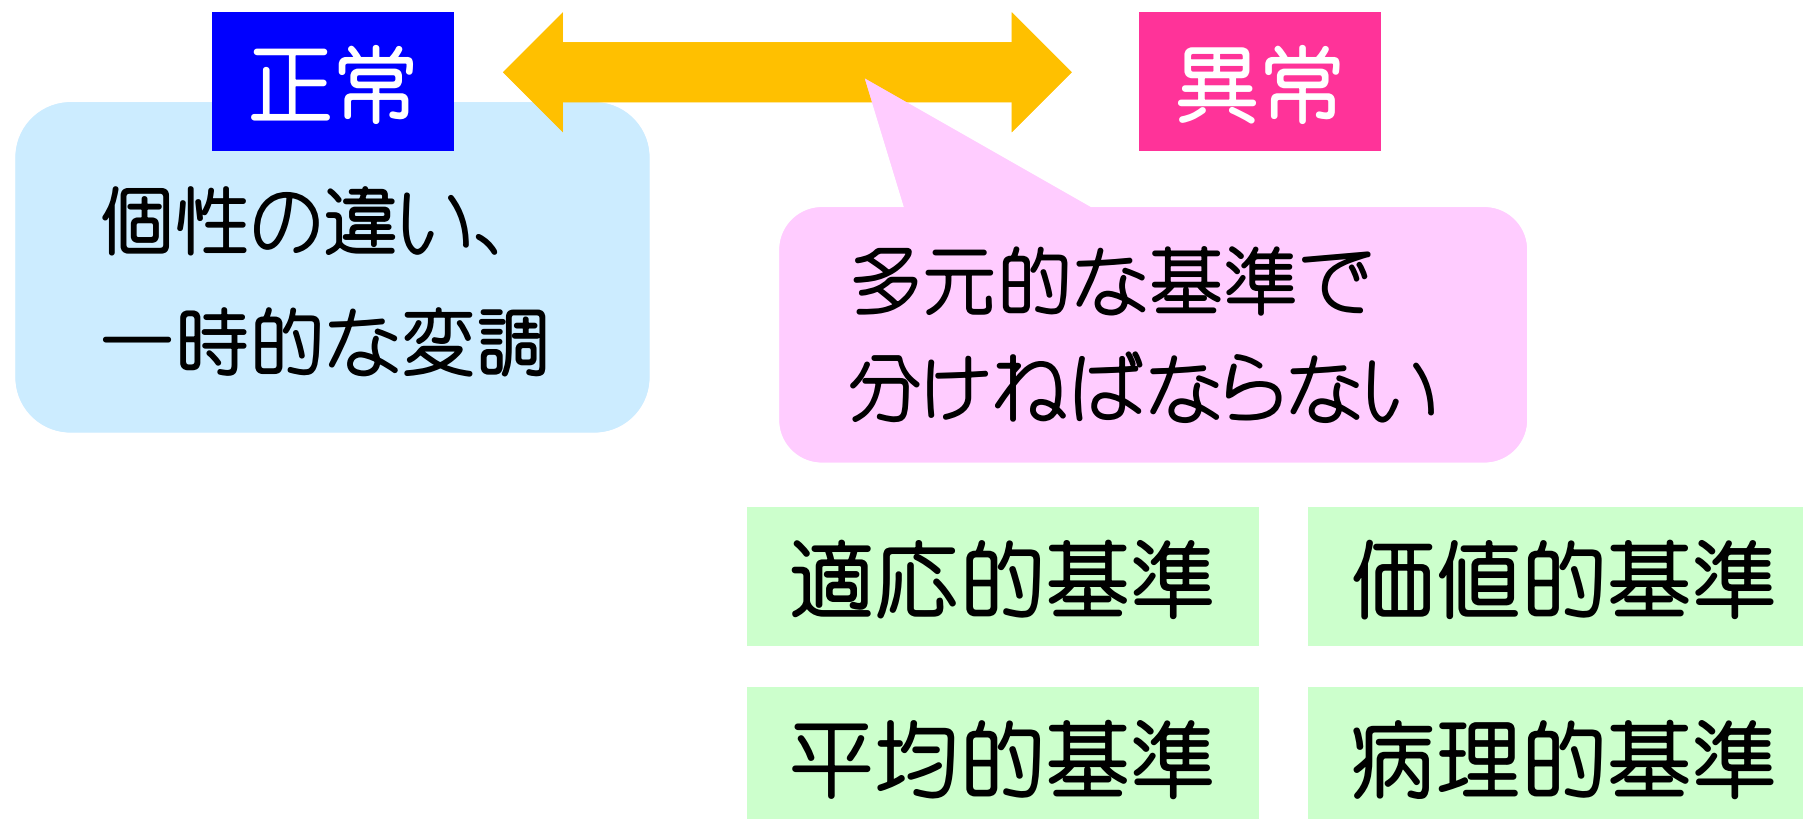 正常
異常
個性の違い、
一時的な変調
多元的な基準で
分けねばならない
適応的基準
価値的基準
平均的基準
病理的基準